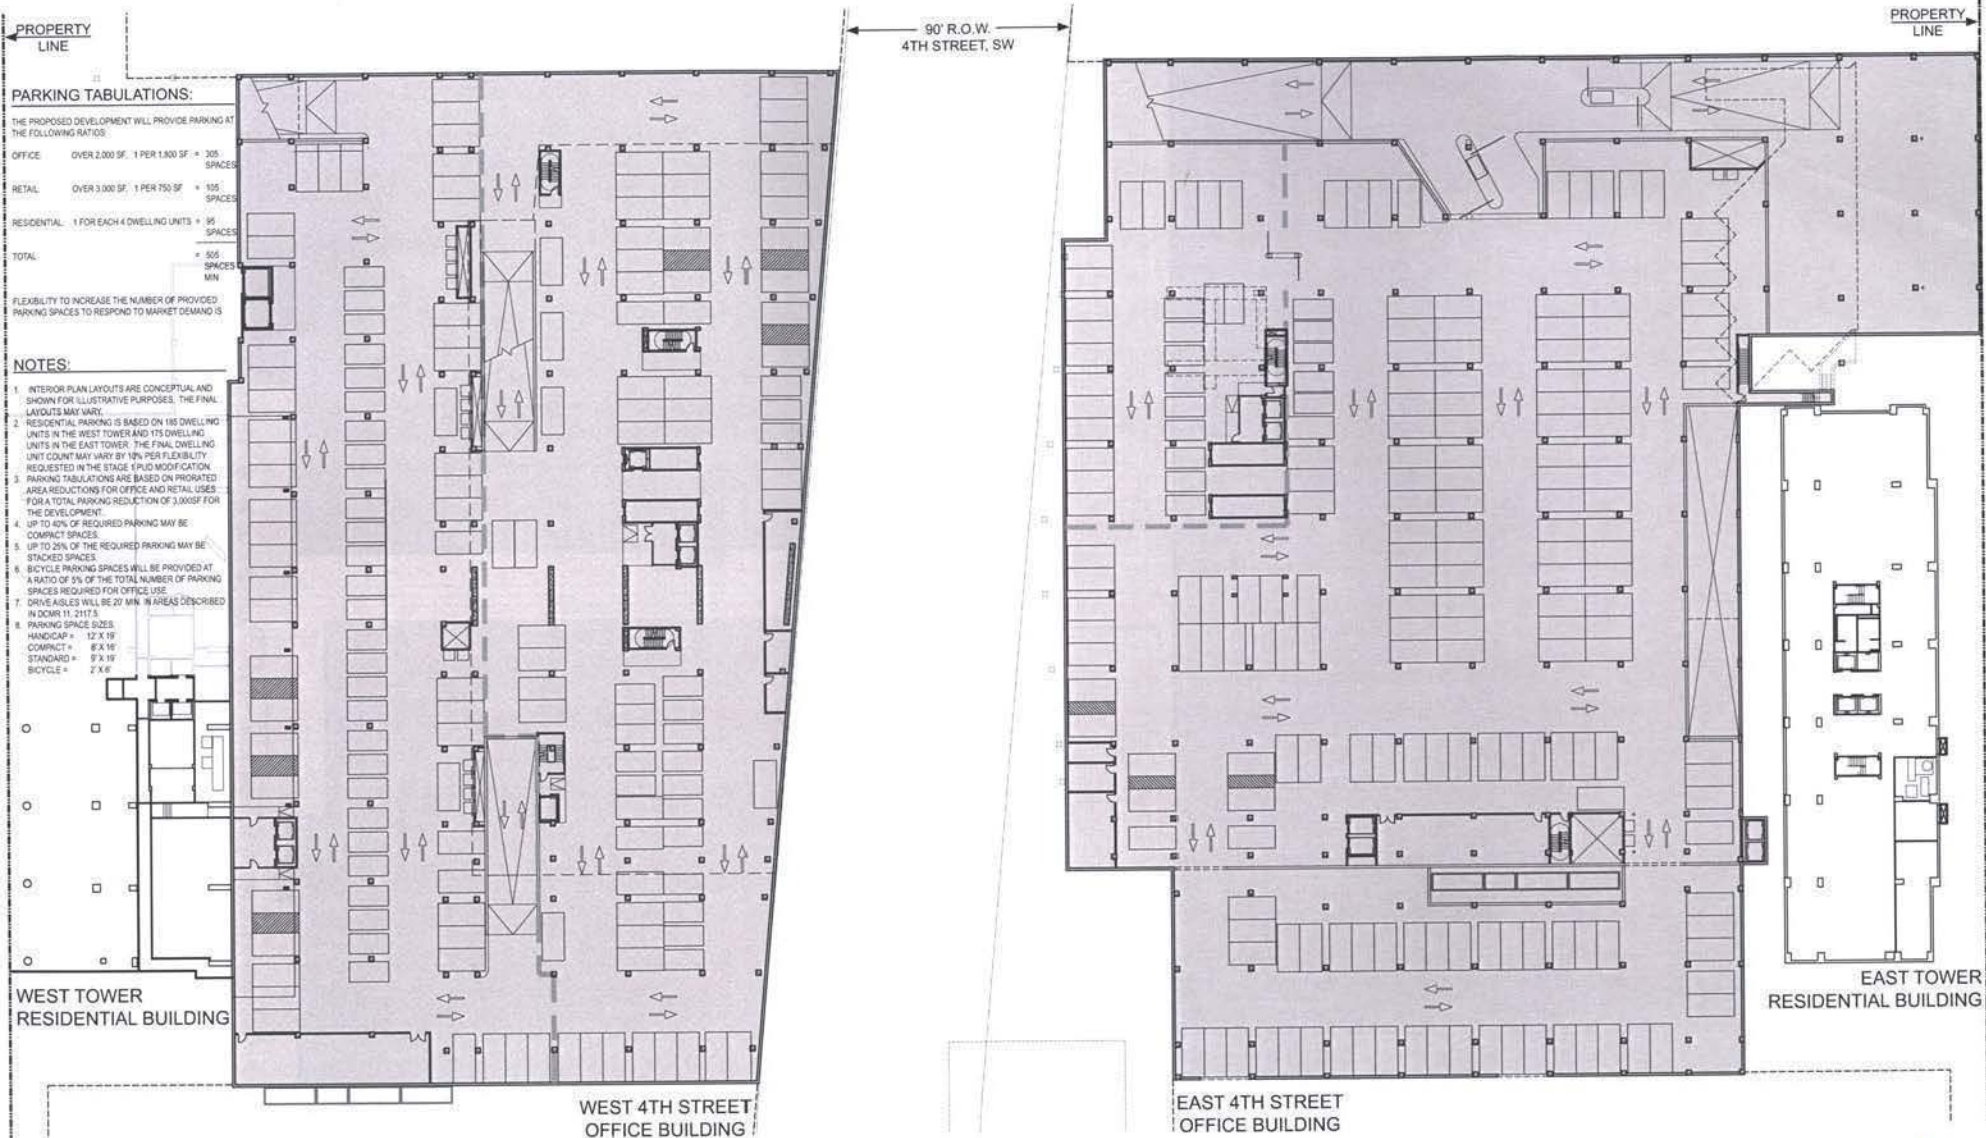 PROPERTY
LINE
90' R.O.W.
4TH STREET, SW
PROPERTY
LINE
PARKING TABULATIONS:
THE PROPOSED DEVELOPMENT WILL PROVIDE PARKING AT
THE FOLLOWING RATIOS:
OFFICE OVER 2,000 SF, 1 PER 1,800 SF = 305
SPACES
RETAIL OVER 3,000 SF, 1 PER 750 SF = 105
SPACES
RESIDENTIAL: 1 FOR EACH 4 DWELLING UNITS = 95
SPACES
TOTAL = 505
SPACES
MIN
FLEXIBILITY TO INCREASE THE NUMBER OF PROVIDED
PARKING SPACES TO RESPOND TO MARKET DEMAND IS
NOTES:
1. INTERIOR PLAN LAYOUTS ARE CONCEPTUAL AND
SHOWN FOR ILLUSTRATIVE PURPOSES. THE FINAL
LAYOUTS MAY VARY.
2. RESIDENTIAL PARKING IS BASED ON 185 DWELLING
UNITS IN THE WEST TOWER AND 175 DWELLING
UNITS IN THE EAST TOWER. THE FINAL DWELLING
UNIT COUNT MAY VARY BY 10% PER FLEXIBILITY
REQUESTED IN THE STAGE 1 PUD MODIFICATION.
3. PARKING TABULATIONS ARE BASED ON PRORATED
AREA REDUCTIONS FOR OFFICE AND RETAIL USES
FOR A TOTAL PARKING REDUCTION OF 3,000SF FOR
THE DEVELOPMENT.
4. UP TO 40% OF REQUIRED PARKING MAY BE
COMPACT SPACES.
5. UP TO 25% OF THE REQUIRED PARKING MAY BE
STACKED SPACES.
6. BICYCLE PARKING SPACES WILL BE PROVIDED AT
A RATIO OF 5% OF THE TOTAL NUMBER OF PARKING
SPACES REQUIRED FOR OFFICE USE.
7. DRIVE AISLES WILL BE 20' MIN. IN AREAS DESCRIBED
IN DCMR 11, 2117.5.
8. PARKING SPACE SIZES:
HANDICAP = 12' X 19'
COMPACT = 8' X 16'
STANDARD = 9' X 19'
BICYCLE = 2' X 6'
WEST TOWER
RESIDENTIAL BUILDING
WEST 4TH STREET
OFFICE BUILDING
EAST 4TH STREET
OFFICE BUILDING
EAST TOWER
RESIDENTIAL BUILDING